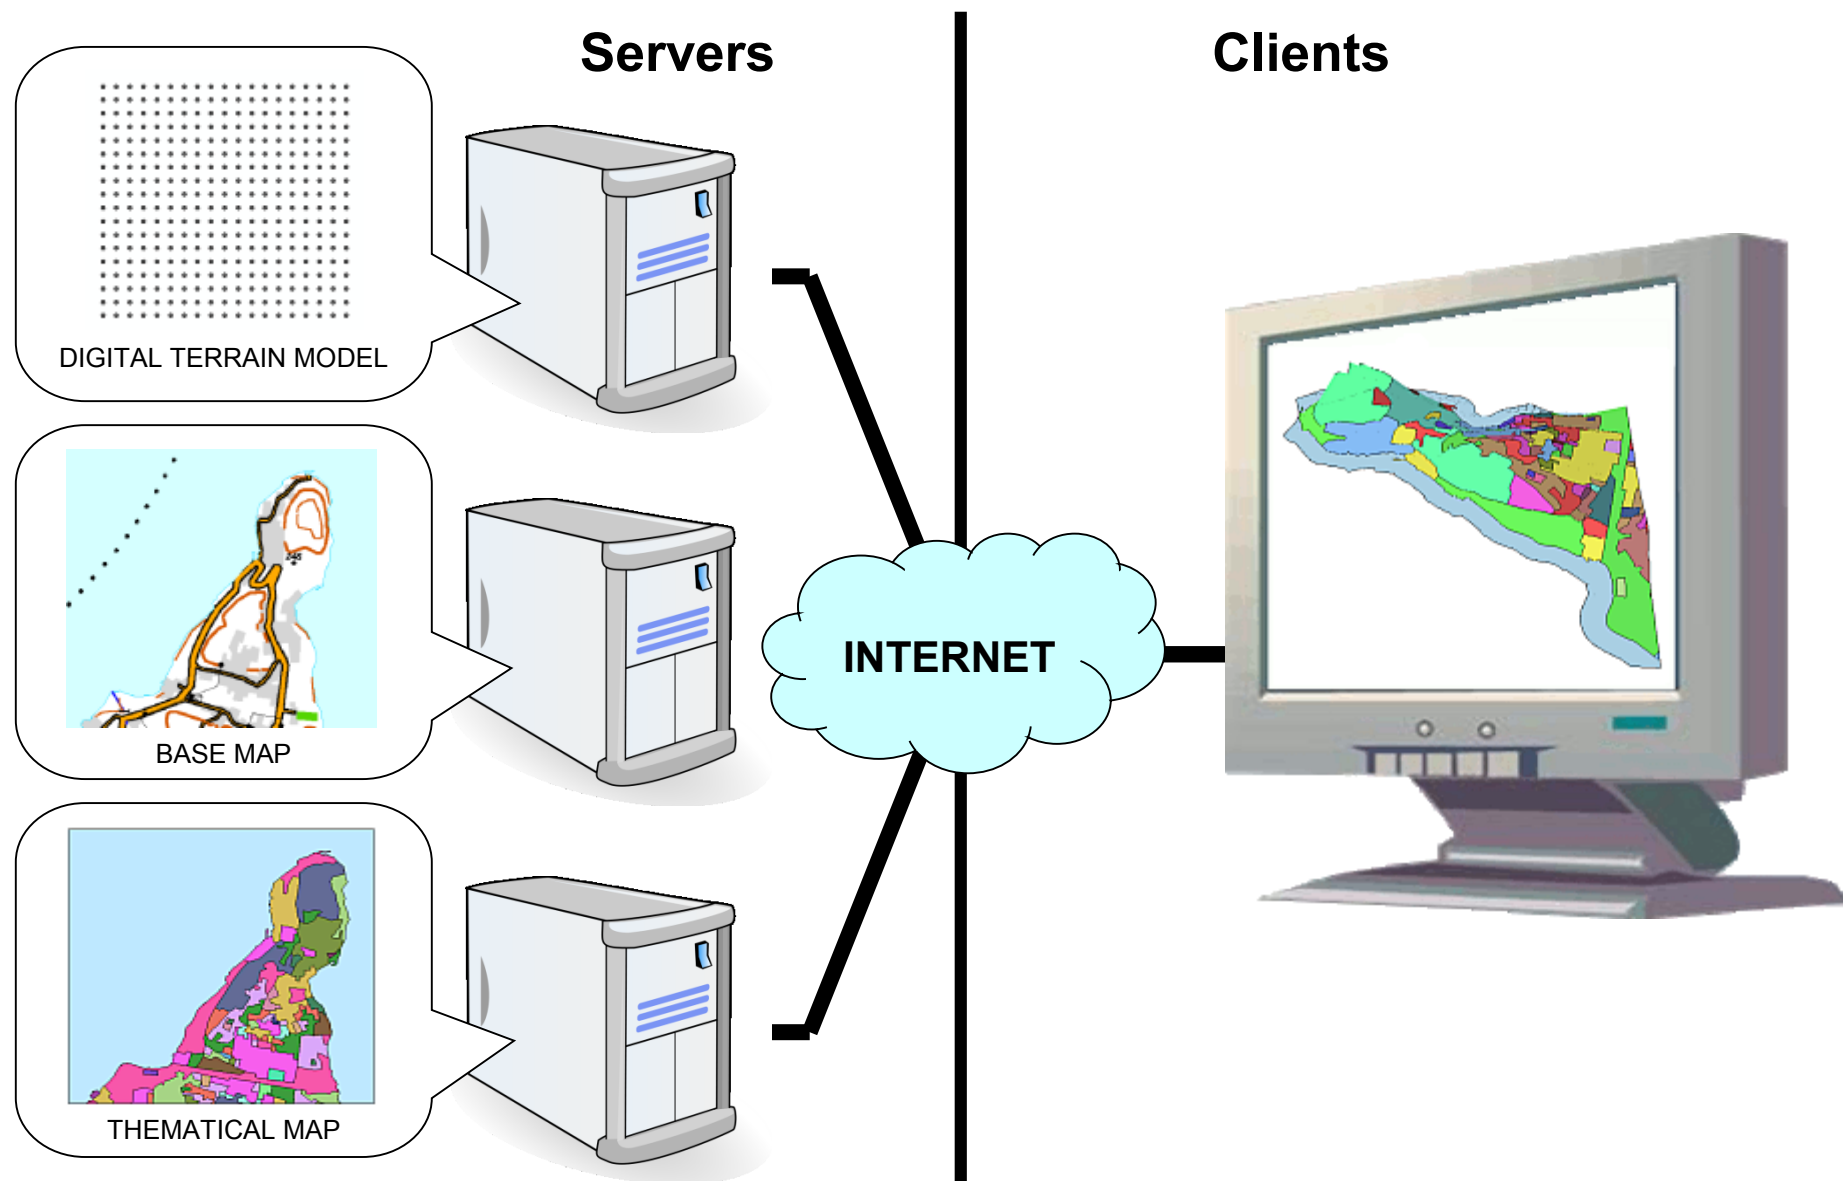 Servers
Clients
DIGITAL TERRAIN MODEL
BASE MAP
INTERNET
THEMATICAL MAP